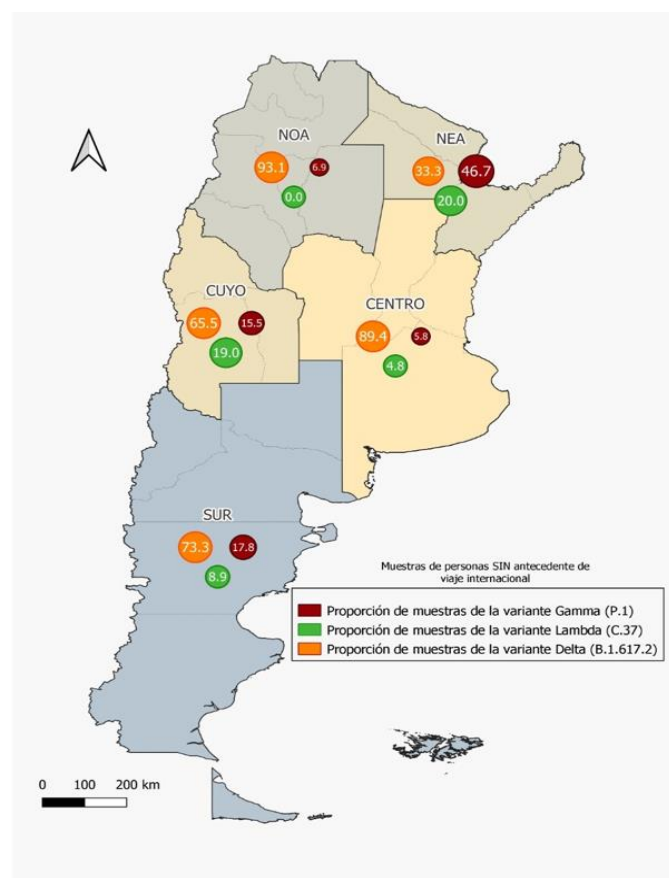 NOA
93.1
6.9
0.0
NEA
33.3
46.7
20.0
CUYO
65.5
15.5
19.0
CENTRO
89.4
5.8
4.8
SUR
73.3
17.8
8.9
Muestras de personas SIN antecedente de
viaje internacional
Proporción de muestras de la variante Gamma (P.1)
Proporción de muestras de la variante Lambda (C.37)
Proporción de muestras de la variante Delta (B.1.617.2)
0 100 200 km